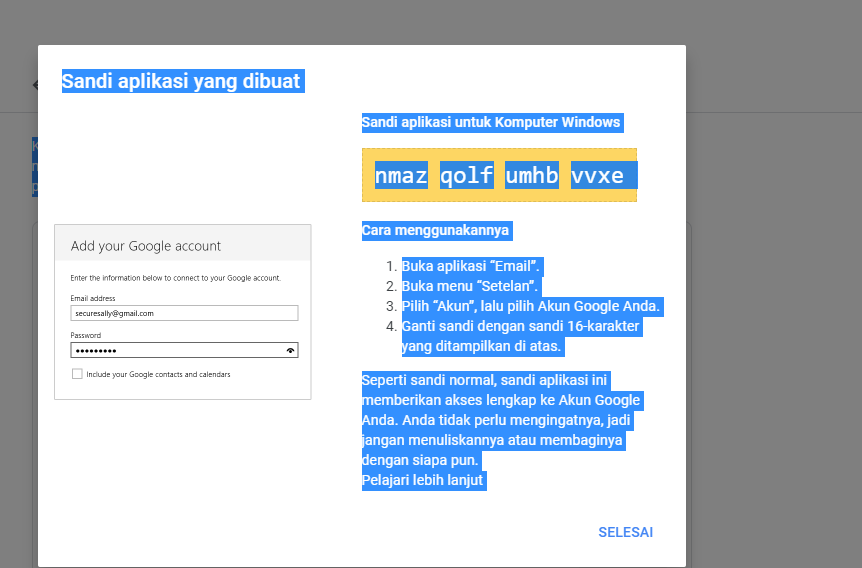 Sandi aplikasi yang dibuat
Sandi aplikasi untuk Komputer Windows
nmaz qolf umhb vvxe
Cara menggunakannya
1. Buka aplikasi “Email”.
2. Buka menu “Setelan”.
3. Pilih “Akun”, lalu pilih Akun Google Anda.
4. Ganti sandi dengan sandi 16-karakter
yang ditampilkan di atas.
Seperti sandi normal, sandi aplikasi ini
memberikan akses lengkap ke Akun Google
Anda. Anda tidak perlu mengingatnya, jadi
jangan menuliskannya atau membaginya
dengan siapa pun.
Pelajari lebih lanjut
Add your Google account
Enter the information below to connect to your Google account.
Email address
securesally@gmail.com
Password
Include your Google contacts and calendars
SELESAI